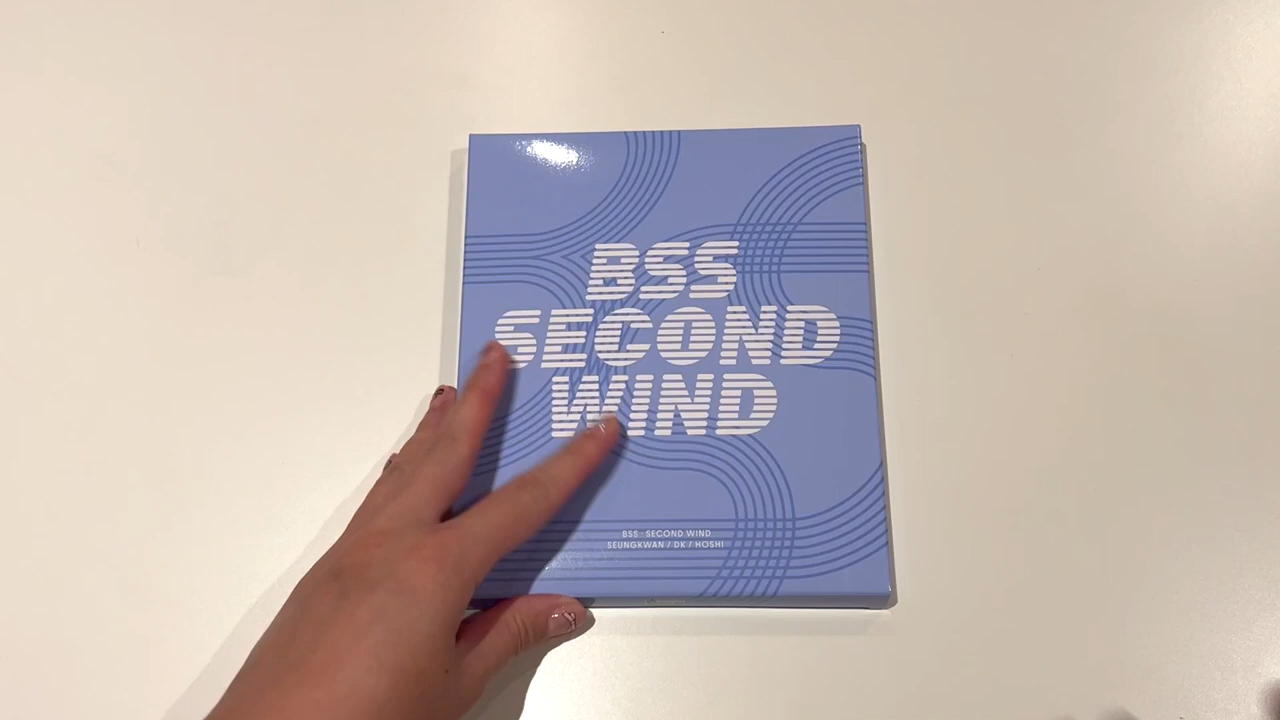 BSS
SECOND
WIND
BSS - SECOND WIND
SEUNGKWAN / DK / HOSHI